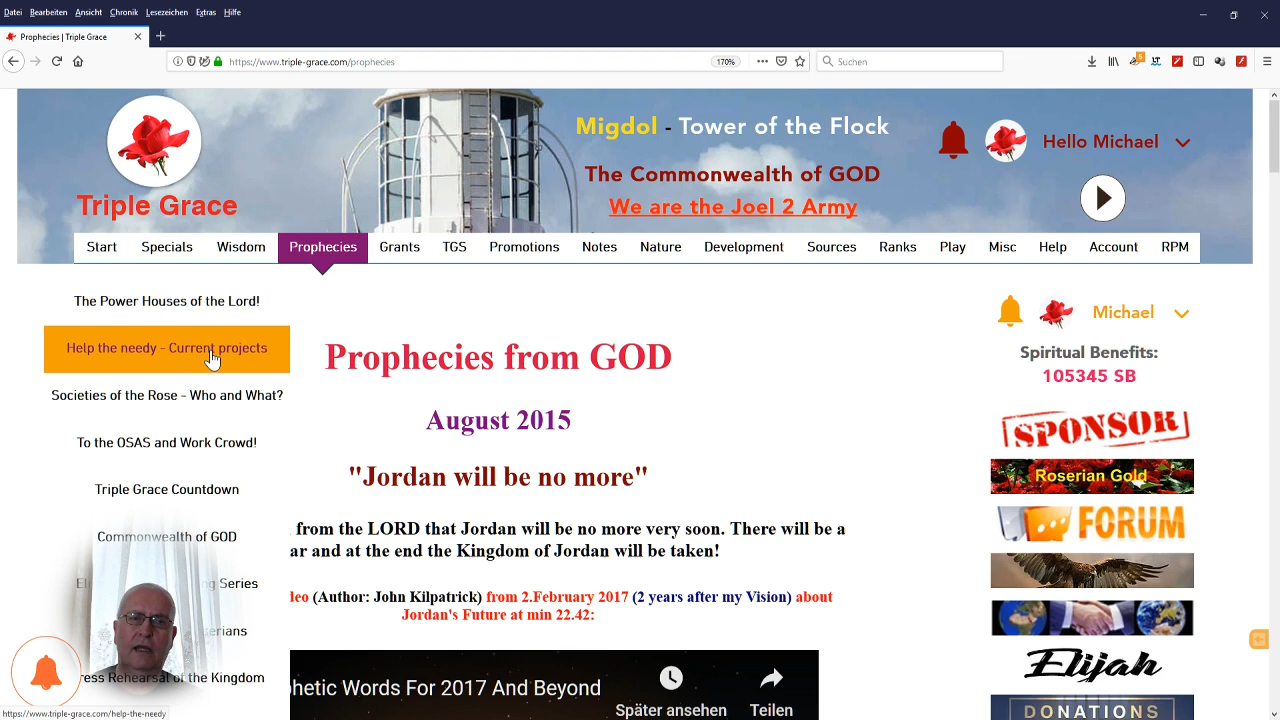 Datei Bearbeiten Ansicht Chronik Lesezeichen Extras Hilfe
Prophecies | Triple Grace
https://www.triple-grace.com/prophecies
170%
Suchen
Migdol - Tower of the Flock
The Commonwealth of GOD
We are the Joel 2 Army
Hello Michael
Triple Grace
Start Specials Wisdom Prophecies Grants TGS Promotions Notes Nature Development Sources Ranks Play Misc Help Account RPM
The Power Houses of the Lord!
Help the needy - Current projects
Societies of the Rose - Who and What?
To the OSAS and Work Crowd!
Triple Grace Countdown
Commonwealth of GOD
g Series
erians
ress Rehearsal of the Kingdom
Prophecies from GOD
August 2015
"Jordan will be no more"
from the LORD that Jordan will be no more very soon. There will be a
ar and at the end the Kingdom of Jordan will be taken!
leo (Author: John Kilpatrick) from 2.February 2017 (2 years after my Vision) about
Jordan's Future at min 22.42:
phetic Words For 2017 And Beyond
Später ansehen
Teilen
Michael
Spiritual Benefits:
105345 SB
SPONSOR
Roserian Gold
FORUM
Elijah
DONATIONS
https://www.triple-grace.com/help-the-needy